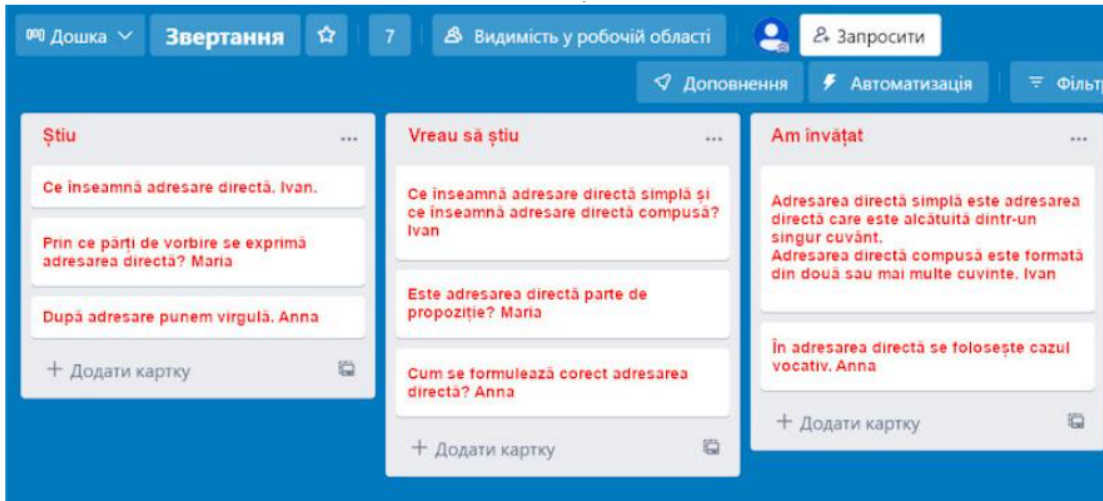 Дошка
Звертання
7
Видимість у робочій області
Запросити
Доповнення
Автоматизація
Știu
Ce înseamnă adresare directă. Ivan.
Prin ce părți de vorbire se exprimă
adresarea directă? Maria
După adresare punem virgulă. Anna
+ Додати картку
Vreau să știu
Ce înseamnă adresare directă simplă și
ce înseamnă adresare directă compusă?
Ivan
Este adresarea directă parte de
propoziție? Maria
Cum se formulează corect adresarea
directă? Anna
+ Додати картку
Am învățat
Adresarea directă simplă este adresarea
directă care este alcătuită dintr-un
singur cuvânt.
Adresarea directă compusă este formată
din două sau mai multe cuvinte. Ivan
În adresarea directă se folosește cazul
vocativ. Anna
+ Додати картку